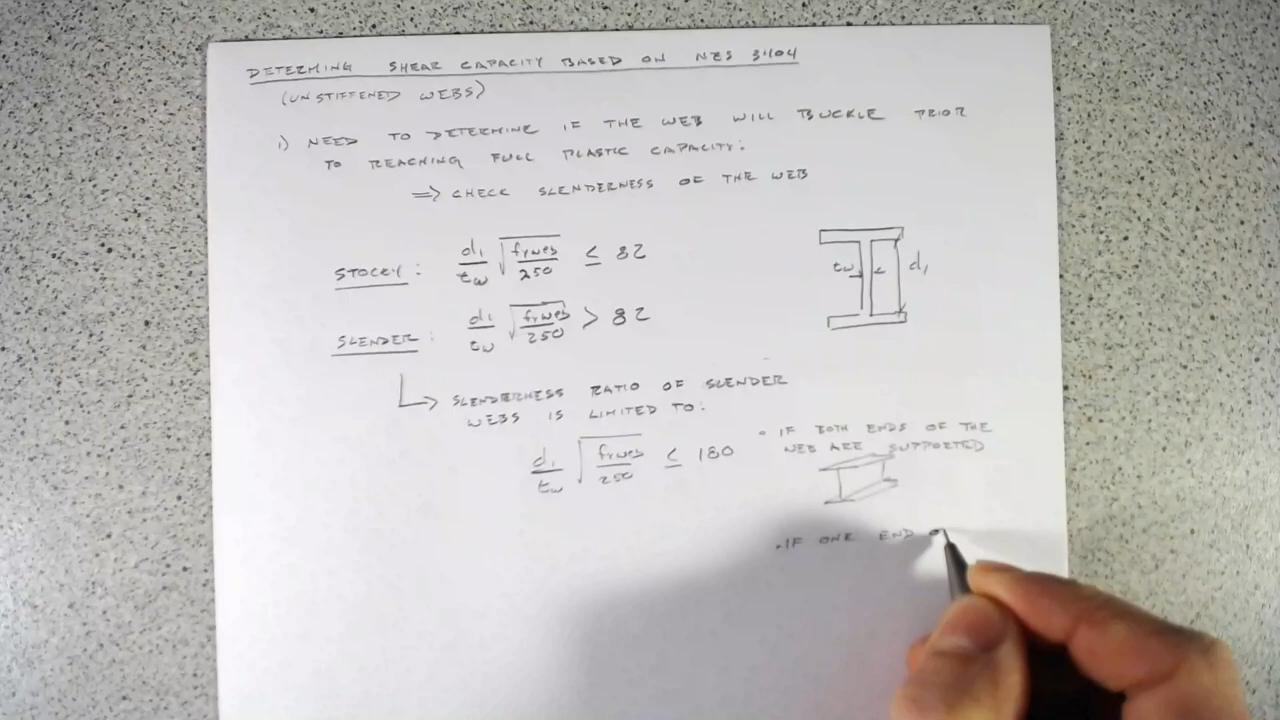 DETERMING SHEAR CAPACITY BASED ON NZS 3404
(UNSTIFFENED WEBS)
1) NEED TO DETERMINE IF THE WEB WILL BUCKLE PRIOR
TO REACHING FULL PLASTIC CAPACITY:
=> CHECK SLENDERNESS OF THE WEB
STOCKY: d1/tw √(fyweb/250) ≤ 82
tw d1
SLENDER: d1/tw √(fyweb/250) > 82
SLENDERNESS RATIO OF SLENDER
WEBS IS LIMITED TO:
d1/tw √(fyweb/250) ≤ 180
• IF BOTH ENDS OF THE
WEB ARE SUPPORTED
• IF ONE END O